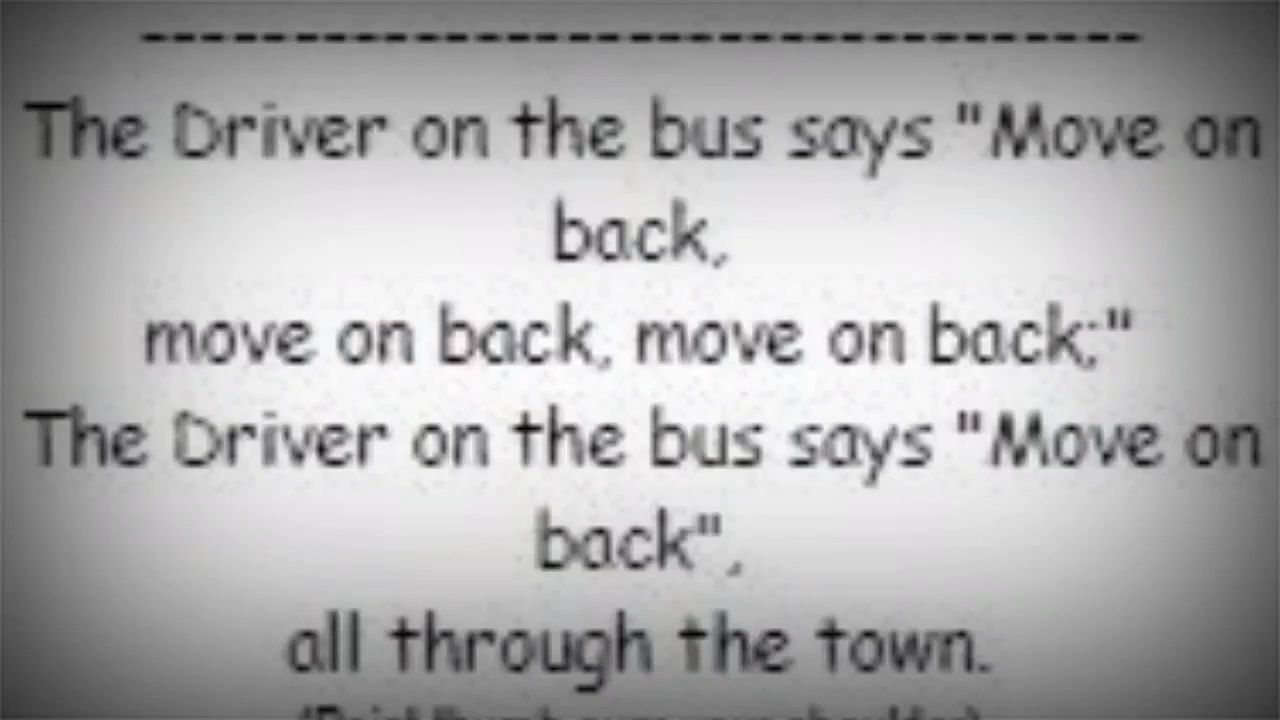 The Driver on the bus says "Move on
back,
move on back, move on back;"
The Driver on the bus says "Move on
back",
all through the town.